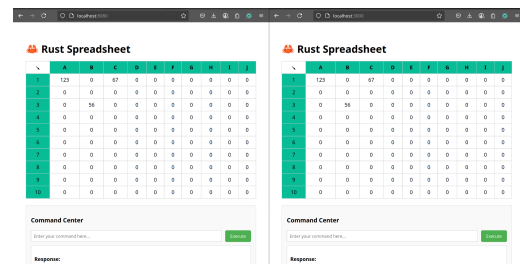 localhost:8080
Rust Spreadsheet
A B C D E F G H I J
1 123 0 67 0 0 0 0 0 0 0
2 0 0 0 0 0 0 0 0 0 0
3 0 56 0 0 0 0 0 0 0 0
4 0 0 0 0 0 0 0 0 0 0
5 0 0 0 0 0 0 0 0 0 0
6 0 0 0 0 0 0 0 0 0 0
7 0 0 0 0 0 0 0 0 0 0
8 0 0 0 0 0 0 0 0 0 0
9 0 0 0 0 0 0 0 0 0 0
10 0 0 0 0 0 0 0 0 0 0
Command Center
Enter your command here...
Execute
Response:
localhost:8080
Rust Spreadsheet
A B C D E F G H I J
1 123 0 67 0 0 0 0 0 0 0
2 0 0 0 0 0 0 0 0 0 0
3 0 56 0 0 0 0 0 0 0 0
4 0 0 0 0 0 0 0 0 0 0
5 0 0 0 0 0 0 0 0 0 0
6 0 0 0 0 0 0 0 0 0 0
7 0 0 0 0 0 0 0 0 0 0
8 0 0 0 0 0 0 0 0 0 0
9 0 0 0 0 0 0 0 0 0 0
10 0 0 0 0 0 0 0 0 0 0
Command Center
Enter your command here...
Execute
Response: